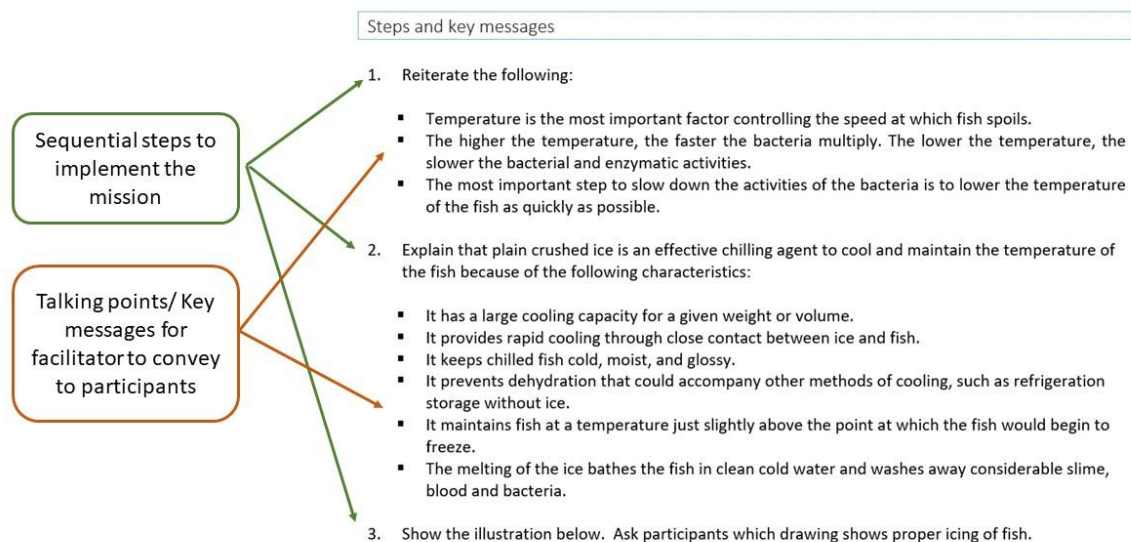 Steps and key messages
1. Reiterate the following:
▪ Temperature is the most important factor controlling the speed at which fish spoils.
▪ The higher the temperature, the faster the bacteria multiply. The lower the temperature, the
slower the bacterial and enzymatic activities.
▪ The most important step to slow down the activities of the bacteria is to lower the temperature
of the fish as quickly as possible.
2. Explain that plain crushed ice is an effective chilling agent to cool and maintain the temperature of
the fish because of the following characteristics:
▪ It has a large cooling capacity for a given weight or volume.
▪ It provides rapid cooling through close contact between ice and fish.
▪ It keeps chilled fish cold, moist, and glossy.
▪ It prevents dehydration that could accompany other methods of cooling, such as refrigeration
storage without ice.
▪ It maintains fish at a temperature just slightly above the point at which the fish would begin to
freeze.
▪ The melting of the ice bathes the fish in clean cold water and washes away considerable slime,
blood and bacteria.
3. Show the illustration below. Ask participants which drawing shows proper icing of fish.
Sequential steps to
implement the
mission
Talking points/ Key
messages for
facilitator to convey
to participants